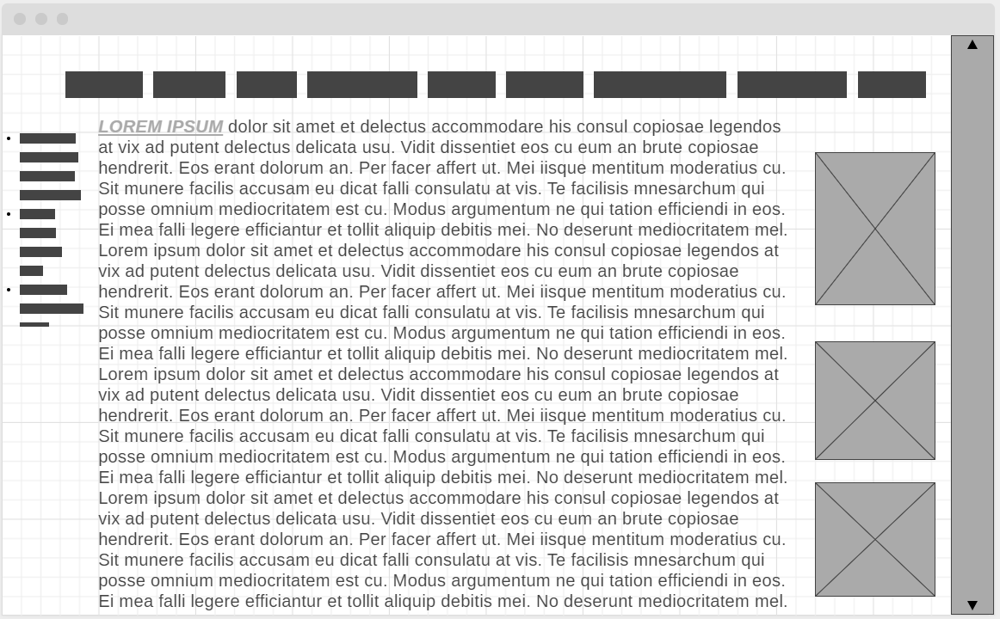 LOREM IPSUM dolor sit amet et delectus accommodare his consul copiosae legendos
at vix ad putent delectus delicata usu. Vidit dissentiet eos cu eum an brute copiosae
hendrerit. Eos erant dolorum an. Per facer affert ut. Mei iisque mentitum moderatius cu.
Sit munere facilis accusam eu dicat falli consulatu at vis. Te facilisis mnesarchum qui
posse omnium mediocritatem est cu. Modus argumentum ne qui tation efficiendi in eos.
Ei mea falli legere efficiantur et tollit aliquip debitis mei. No deserunt mediocritatem mel.
Lorem ipsum dolor sit amet et delectus accommodare his consul copiosae legendos at
vix ad putent delectus delicata usu. Vidit dissentiet eos cu eum an brute copiosae
hendrerit. Eos erant dolorum an. Per facer affert ut. Mei iisque mentitum moderatius cu.
Sit munere facilis accusam eu dicat falli consulatu at vis. Te facilisis mnesarchum qui
posse omnium mediocritatem est cu. Modus argumentum ne qui tation efficiendi in eos.
Ei mea falli legere efficiantur et tollit aliquip debitis mei. No deserunt mediocritatem mel.
Lorem ipsum dolor sit amet et delectus accommodare his consul copiosae legendos at
vix ad putent delectus delicata usu. Vidit dissentiet eos cu eum an brute copiosae
hendrerit. Eos erant dolorum an. Per facer affert ut. Mei iisque mentitum moderatius cu.
Sit munere facilis accusam eu dicat falli consulatu at vis. Te facilisis mnesarchum qui
posse omnium mediocritatem est cu. Modus argumentum ne qui tation efficiendi in eos.
Ei mea falli legere efficiantur et tollit aliquip debitis mei. No deserunt mediocritatem mel.
Lorem ipsum dolor sit amet et delectus accommodare his consul copiosae legendos at
vix ad putent delectus delicata usu. Vidit dissentiet eos cu eum an brute copiosae
hendrerit. Eos erant dolorum an. Per facer affert ut. Mei iisque mentitum moderatius cu.
Sit munere facilis accusam eu dicat falli consulatu at vis. Te facilisis mnesarchum qui
posse omnium mediocritatem est cu. Modus argumentum ne qui tation efficiendi in eos.
Ei mea falli legere efficiantur et tollit aliquip debitis mei. No deserunt mediocritatem mel.